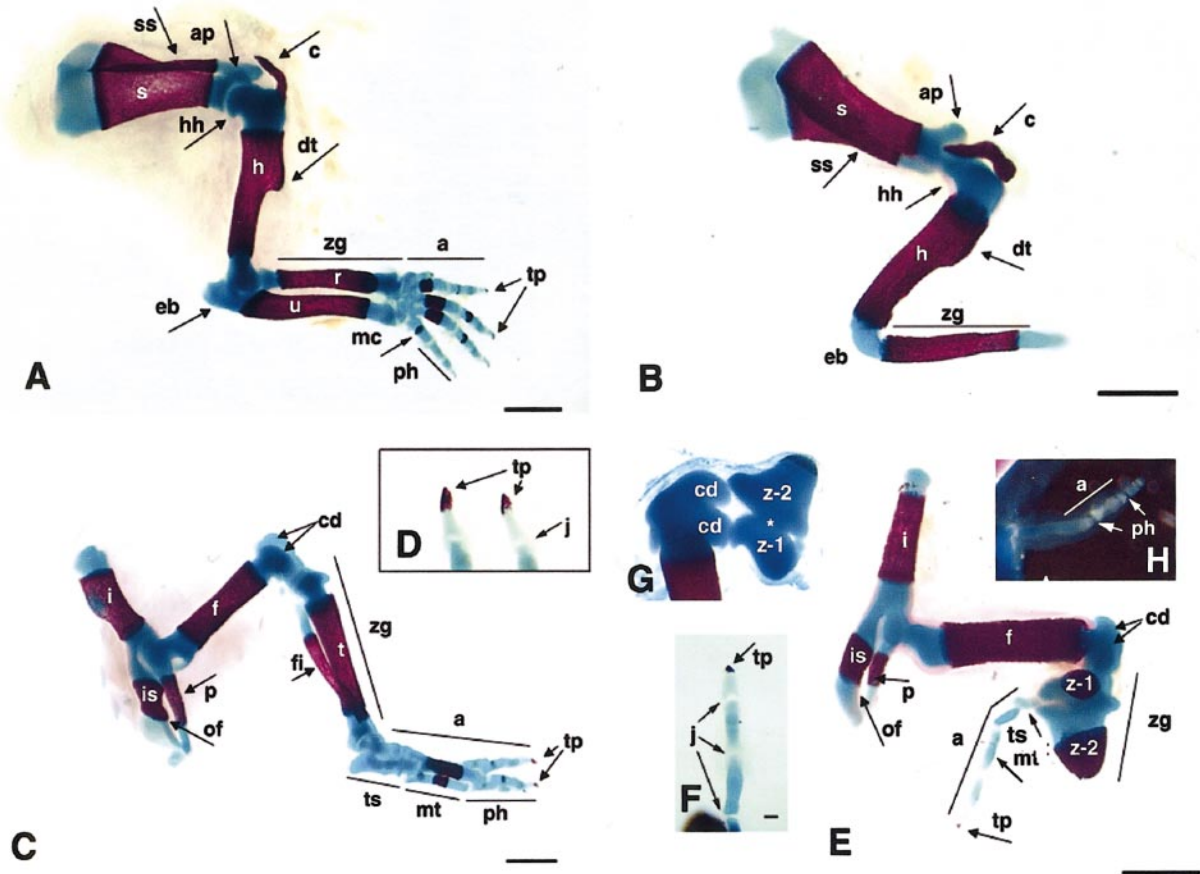 ss
ap
c
s
hh
dt
h
zg
a
r
tp
u
eb
mc
ph
A
s
ap
c
ss
hh
h
dt
zg
eb
B
cd
i
f
zg
t
fi
is
p
of
a
tp
ts
mt
ph
C
tp
j
D
cd
z-2
cd
*
z-1
G
a
ph
H
tp
j
F
i
cd
f
is
z-1
p
of
zg
a
ts
mt
z-2
tp
E